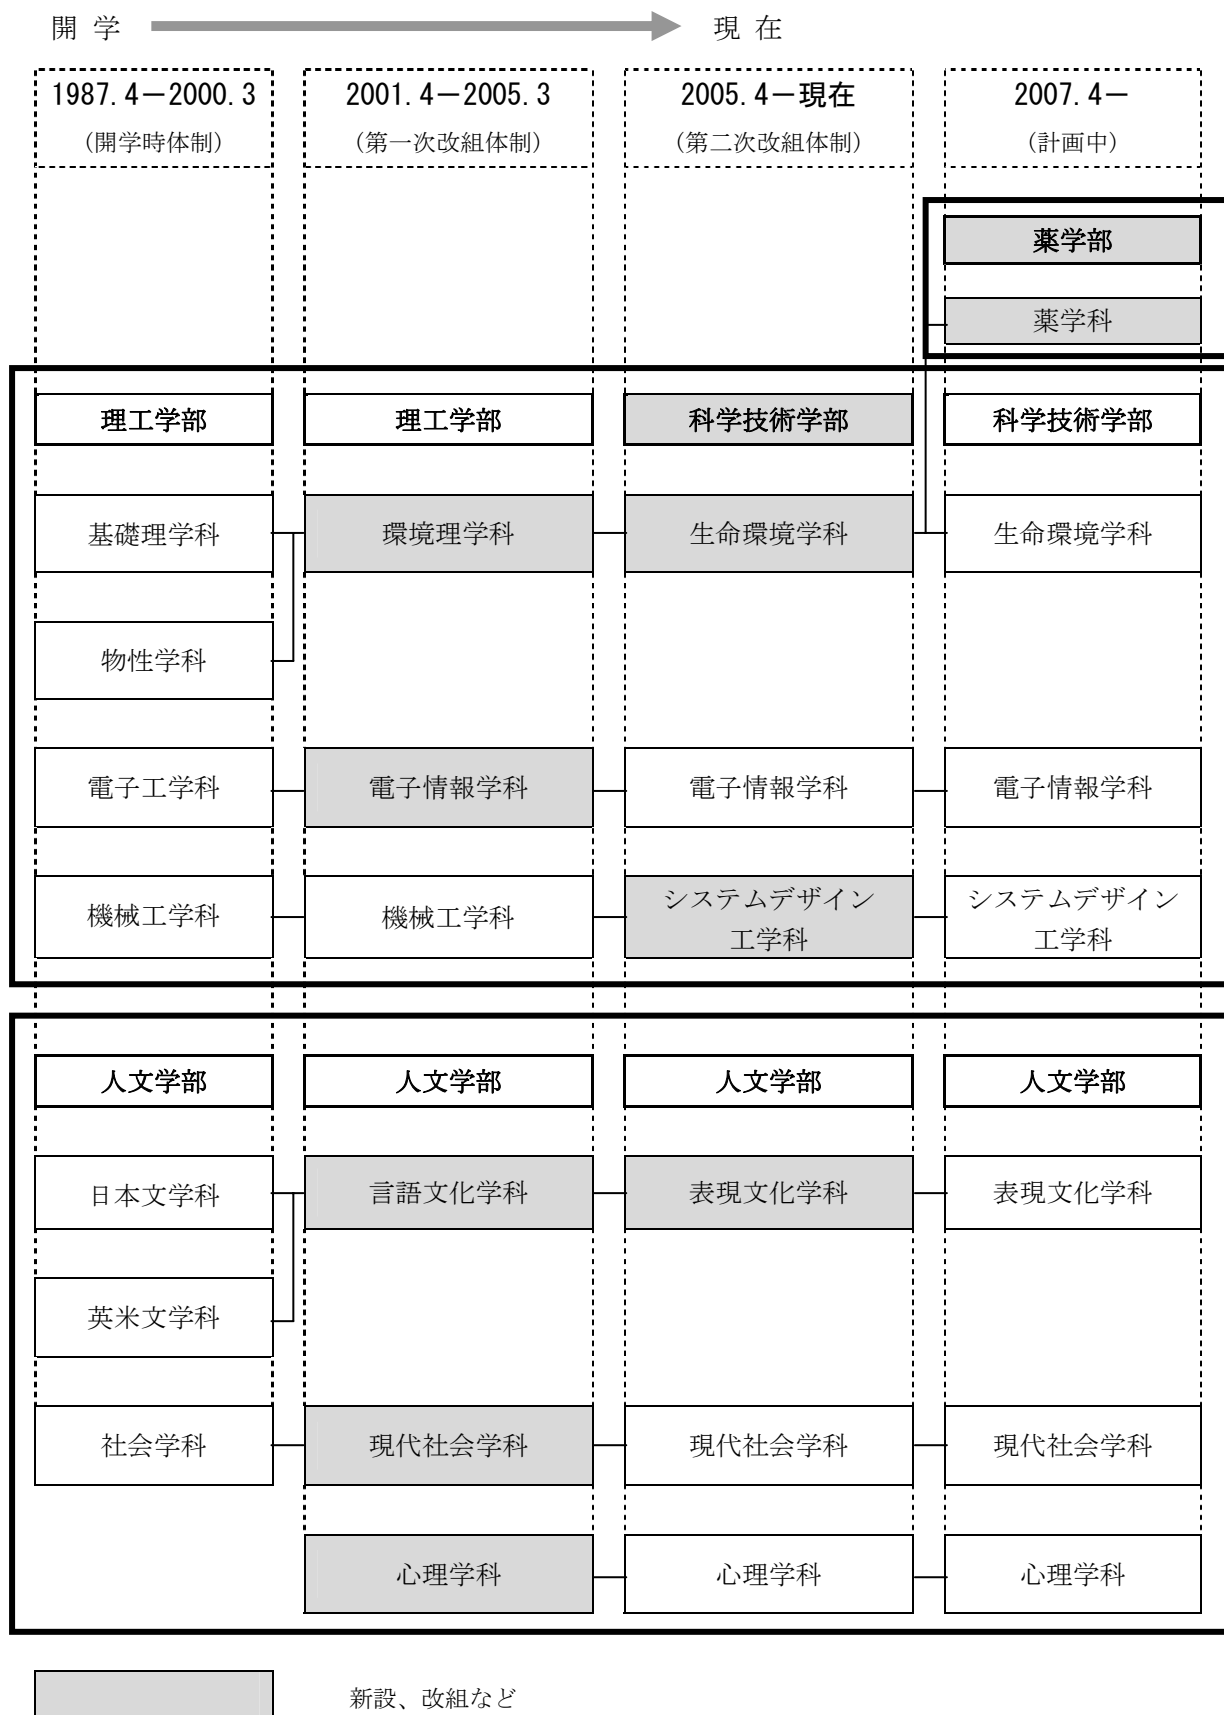 開 学 現 在
1987.4－2000.3 2001.4－2005.3 2005.4－現在 2007.4－
（開学時体制） （第一次改組体制） （第二次改組体制） （計画中）
薬学部
薬学科
理工学部 理工学部 科学技術学部 科学技術学部
基礎理学科 環境理学科 生命環境学科 生命環境学科
物性学科
電子工学科 電子情報学科 電子情報学科 電子情報学科
機械工学科 機械工学科 システムデザイン システムデザイン
工学科 工学科
人文学部 人文学部 人文学部 人文学部
日本文学科 言語文化学科 表現文化学科 表現文化学科
英米文学科
社会学科 現代社会学科 現代社会学科 現代社会学科
心理学科 心理学科 心理学科
新設、改組など